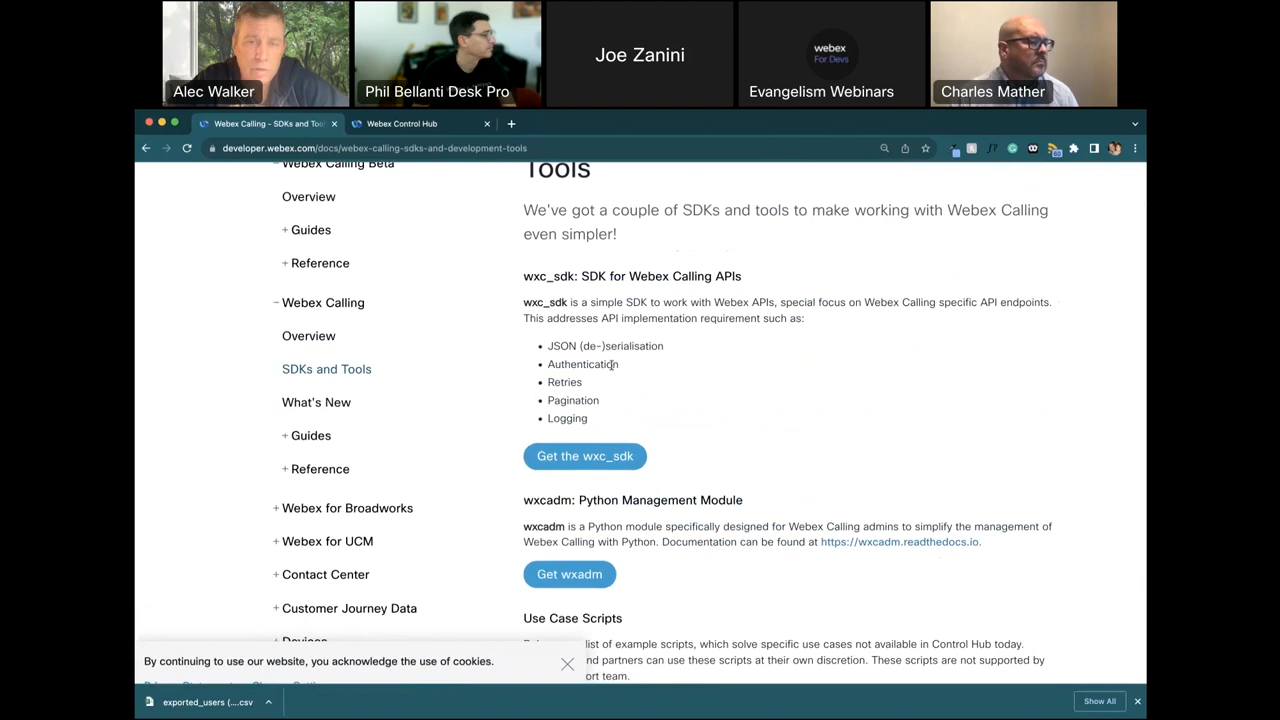 Alec Walker
Phil Bellanti Desk Pro
Joe Zanini
webex
For Devs
Evangelism Webinars
Charles Mather
Webex Calling - SDKs and Too
Webex Control Hub
developer.webex.com/docs/webex-calling-sdks-and-development-tools
Webex Calling Beta
Overview
Guides
Reference
Webex Calling
Overview
SDKs and Tools
What's New
Guides
Reference
Webex for Broadworks
Webex for UCM
Contact Center
Customer Journey Data
Devices
Tools
We've got a couple of SDKs and tools to make working with Webex Calling
even simpler!
wxc_sdk: SDK for Webex Calling APIs
wxc_sdk is a simple SDK to work with Webex APIs, special focus on Webex Calling specific API endpoints.
This addresses API implementation requirement such as:
• JSON (de-)serialisation
• Authentication
• Retries
• Pagination
• Logging
Get the wxc_sdk
wxcadm: Python Management Module
wxcadm is a Python module specifically designed for Webex Calling admins to simplify the management of
Webex Calling with Python. Documentation can be found at https://wxcadm.readthedocs.io.
Get wxadm
Use Case Scripts
list of example scripts, which solve specific use cases not available in Control Hub today.
nd partners can use these scripts at their own discretion. These scripts are not supported by
ort team.
By continuing to use our website, you acknowledge the use of cookies.
exported_users (....csv
Show All